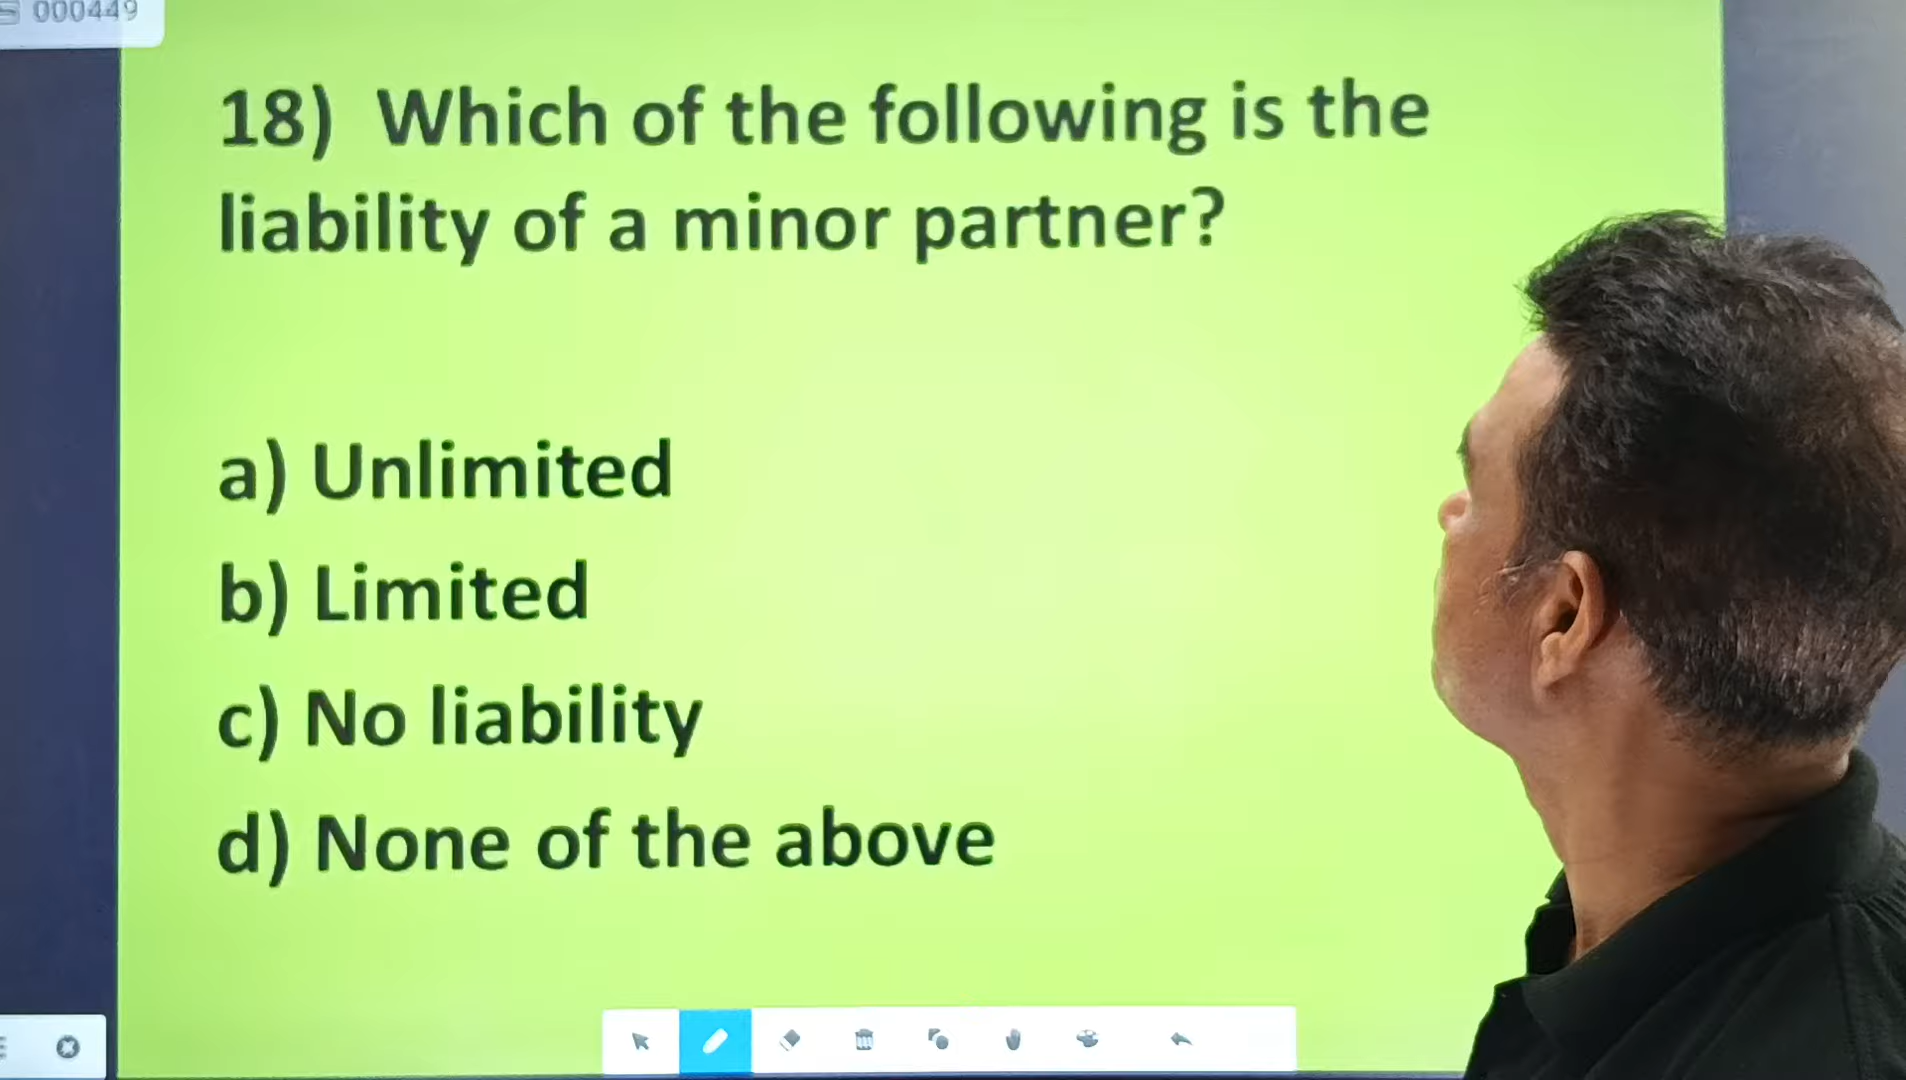 000449
18) Which of the following is the
liability of a minor partner?
a) Unlimited
b) Limited
c) No liability
d) None of the above